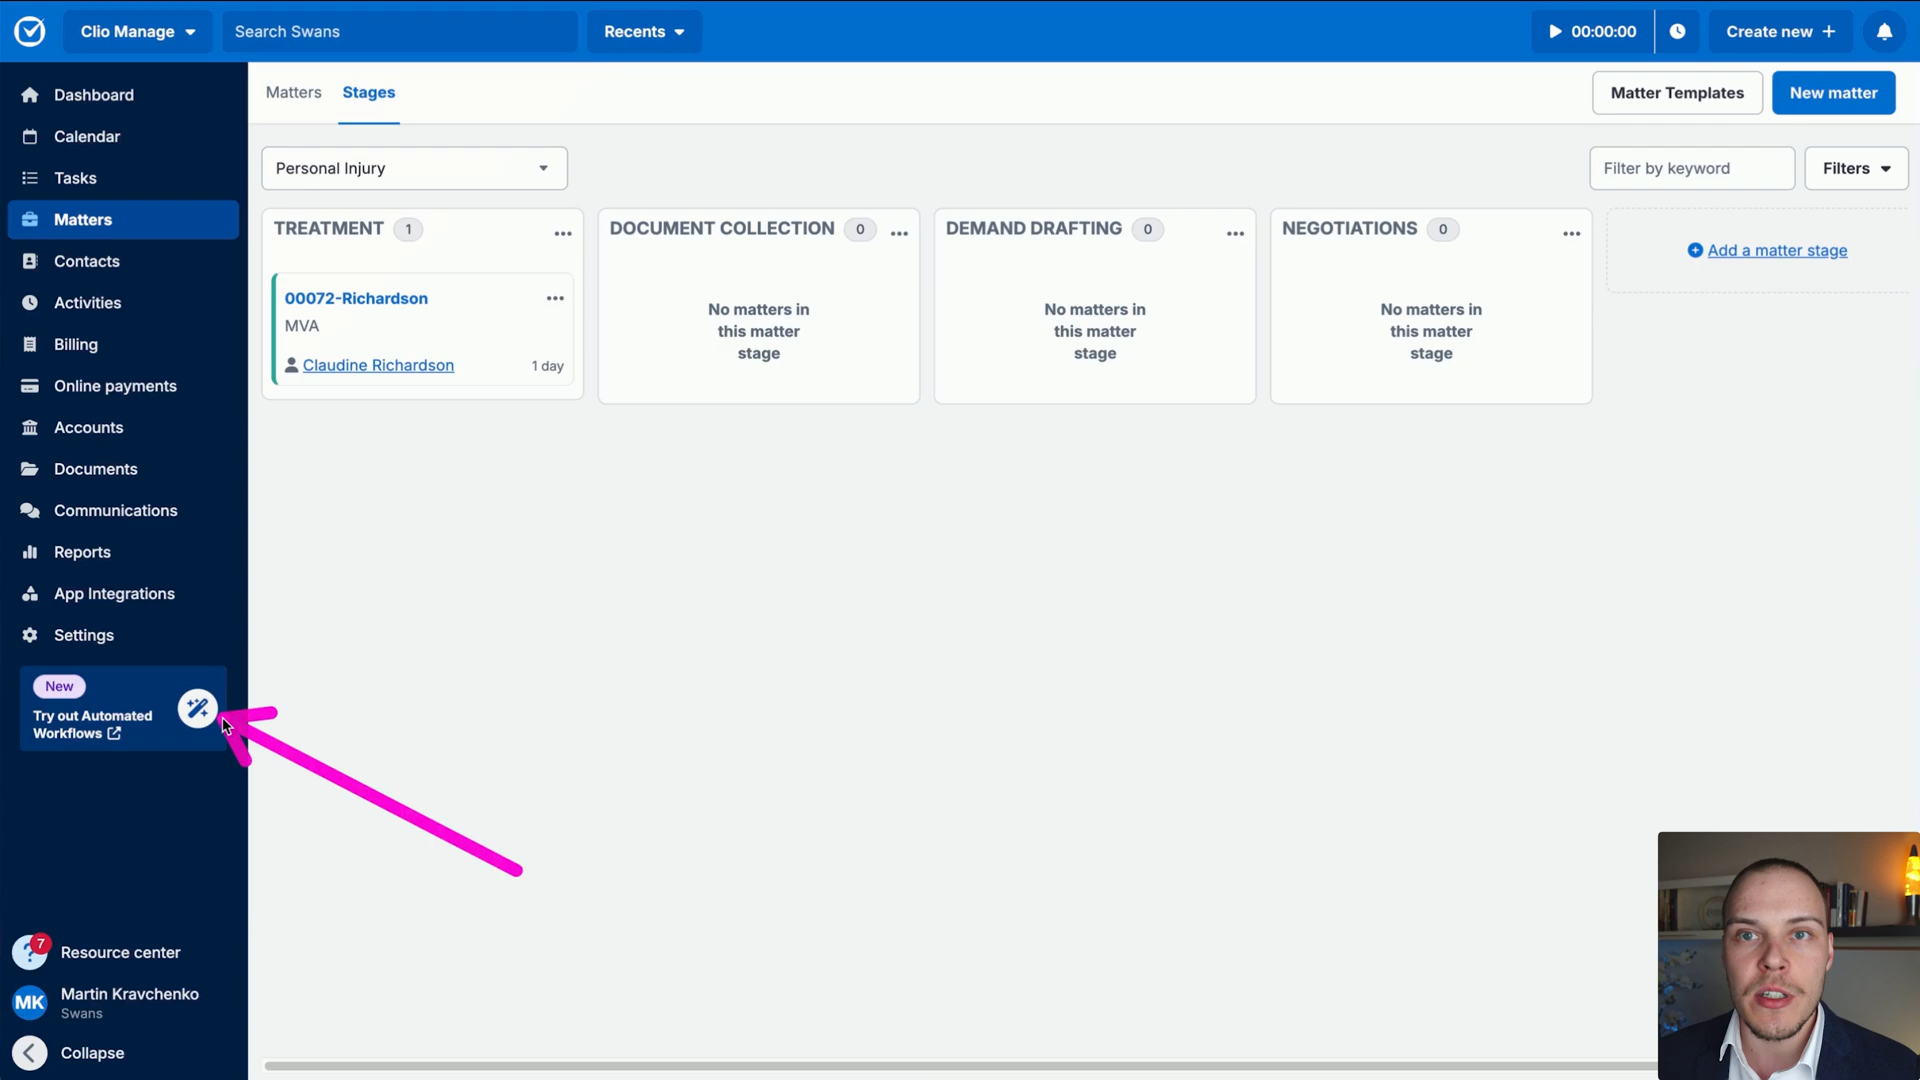 Clio Manage
Search Swans
Recents
00:00:00
Create new
Dashboard
Calendar
Tasks
Matters
Contacts
Activities
Billing
Online payments
Accounts
Documents
Communications
Reports
App Integrations
Settings
New
Try out Automated
Workflows
7
?
Resource center
MK
Martin Kravchenko
Swans
Collapse
Matters
Stages
Matter Templates
New matter
Personal Injury
Filter by keyword
Filters
TREATMENT 1
00072-Richardson
MVA
Claudine Richardson
1 day
DOCUMENT COLLECTION 0
No matters in
this matter
stage
DEMAND DRAFTING 0
No matters in
this matter
stage
NEGOTIATIONS 0
No matters in
this matter
stage
Add a matter stage